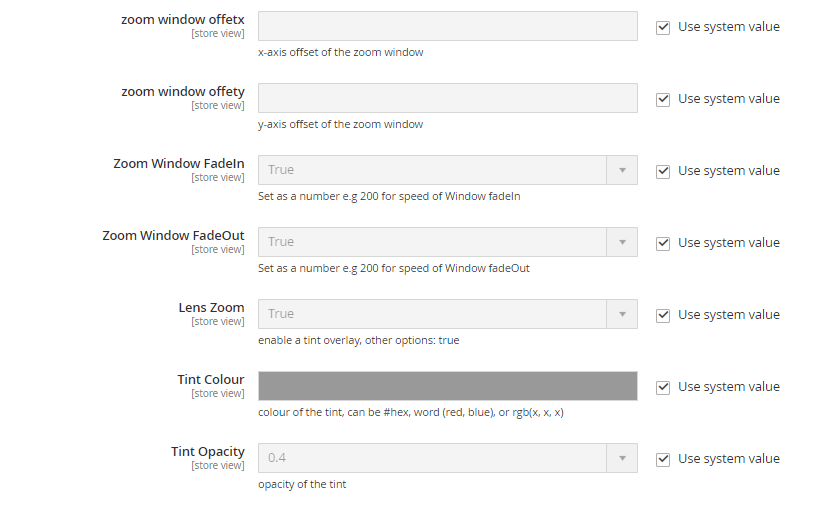 zoom window offetx
[store view]
Use system value
x-axis offset of the zoom window
zoom window offety
[store view]
Use system value
y-axis offset of the zoom window
Zoom Window FadeIn
[store view]
True
Use system value
Set as a number e.g 200 for speed of Window fadeIn
Zoom Window FadeOut
[store view]
True
Use system value
Set as a number e.g 200 for speed of Window fadeOut
Lens Zoom
[store view]
True
Use system value
enable a tint overlay, other options: true
Tint Colour
[store view]
Use system value
colour of the tint, can be #hex, word (red, blue), or rgb(x, x, x)
Tint Opacity
[store view]
0.4
Use system value
opacity of the tint